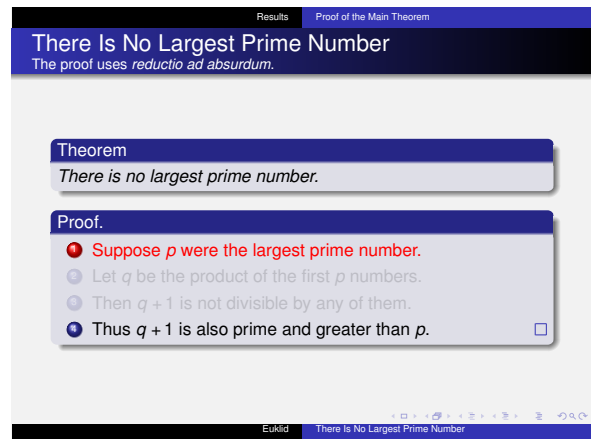 Results Proof of the Main Theorem
There Is No Largest Prime Number
The proof uses reductio ad absurdum.
Theorem
There is no largest prime number.
Proof.
1 Suppose p were the largest prime number.
2 Let q be the product of the first p numbers.
3 Then q + 1 is not divisible by any of them.
4 Thus q + 1 is also prime and greater than p. □
Euklid There Is No Largest Prime Number